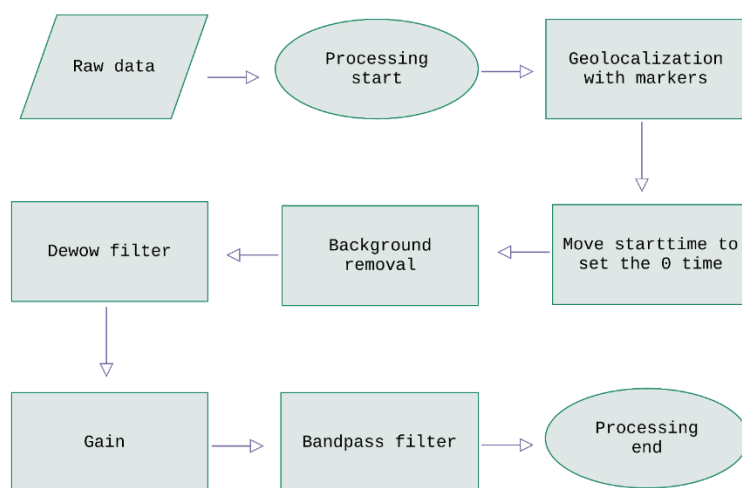 Raw data
Processing
start
Geolocalization
with markers
Move starttime to
set the 0 time
Background
removal
Dewow filter
Gain
Bandpass filter
Processing
end